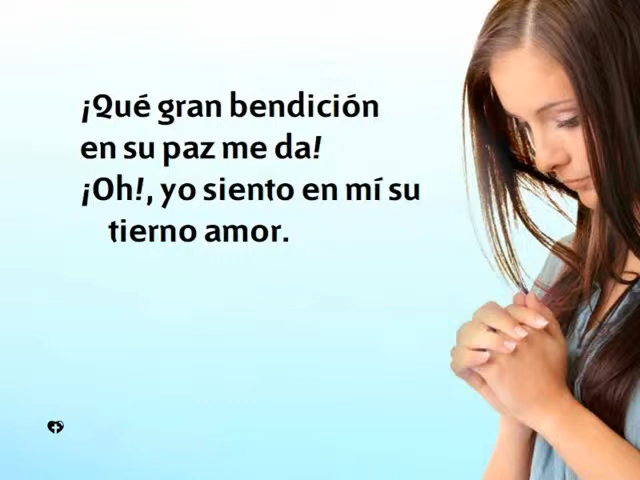 ¡Qué gran bendición
en su paz me da!
¡Oh!, yo siento en mí su
tierno amor.